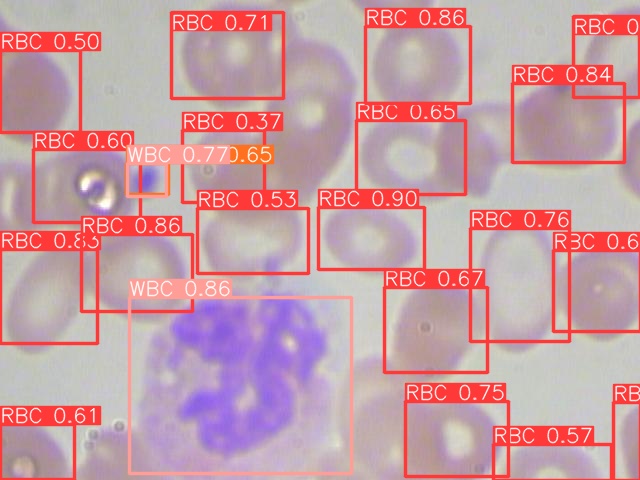 RBC 0.71
RBC 0.86
RBC 0
RBC 0.50
RBC 0.84
RBC 0.65
RBC 0.37
RBC 0.60
WBC 0.77
0.65
RBC 0.53
RBC 0.90
RBC 0.76
RBC 0.86
RBC 0.83
RBC 0.6
RBC 0.67
WBC 0.86
RBC 0.75
RB
RBC 0.61
RBC 0.57